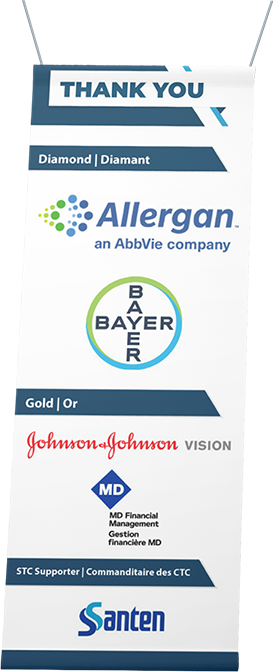 THANK YOU
Diamond | Diamant
Allergan™
an AbbVie company
BAYER
BAYER
Gold | Or
Johnson & Johnson VISION
MD
MD Financial
Management
Gestion
financière MD
STC Supporter | Commanditaire des CTC
Santen